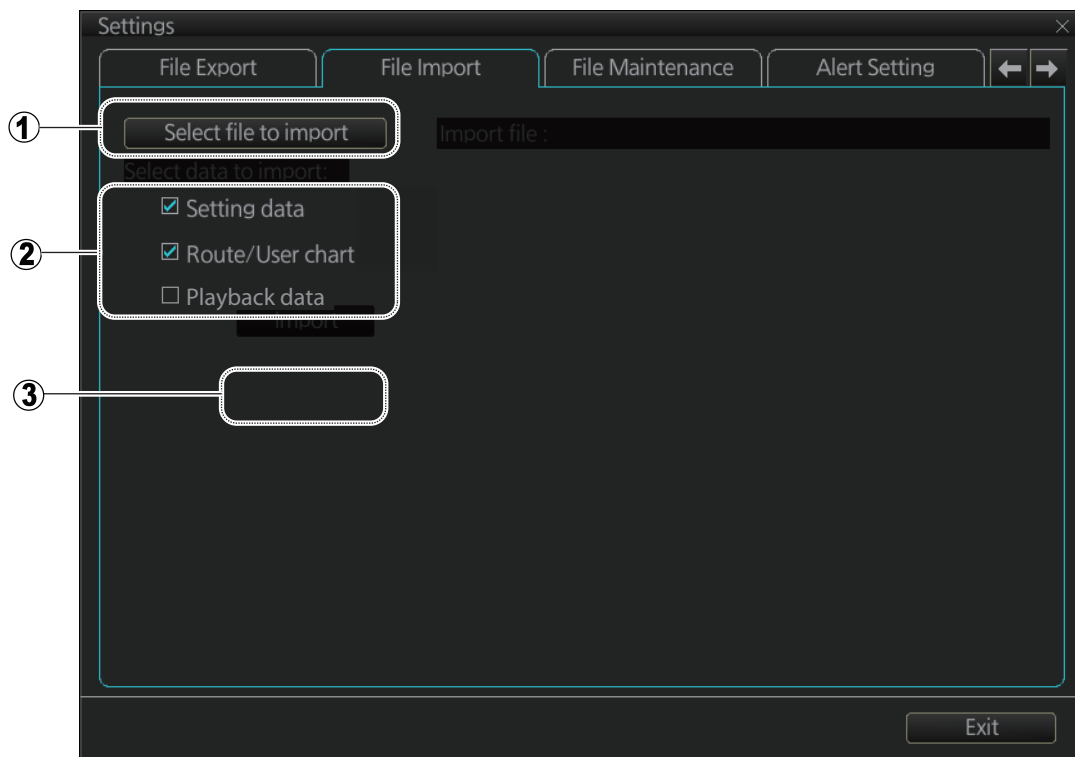 Settings
File Export
File Import
File Maintenance
Alert Setting
1
Select file to import
Import file :
Select data to import:
Setting data
2
Route/User chart
Playback data
Import
3
Exit